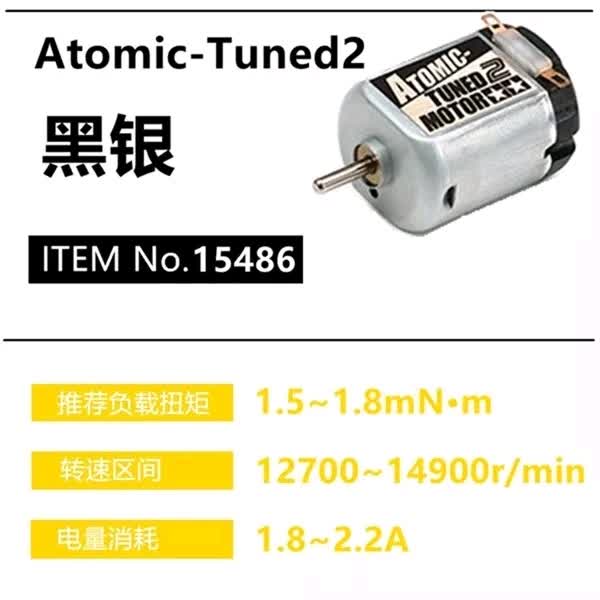 Atomic-Tuned2
黑银
ATOMIC-
TUNED 2
MOTOR
ITEM No.15486
推荐负载扭矩 1.5~1.8mN•m
转速区间 12700~14900r/min
电量消耗 1.8~2.2A